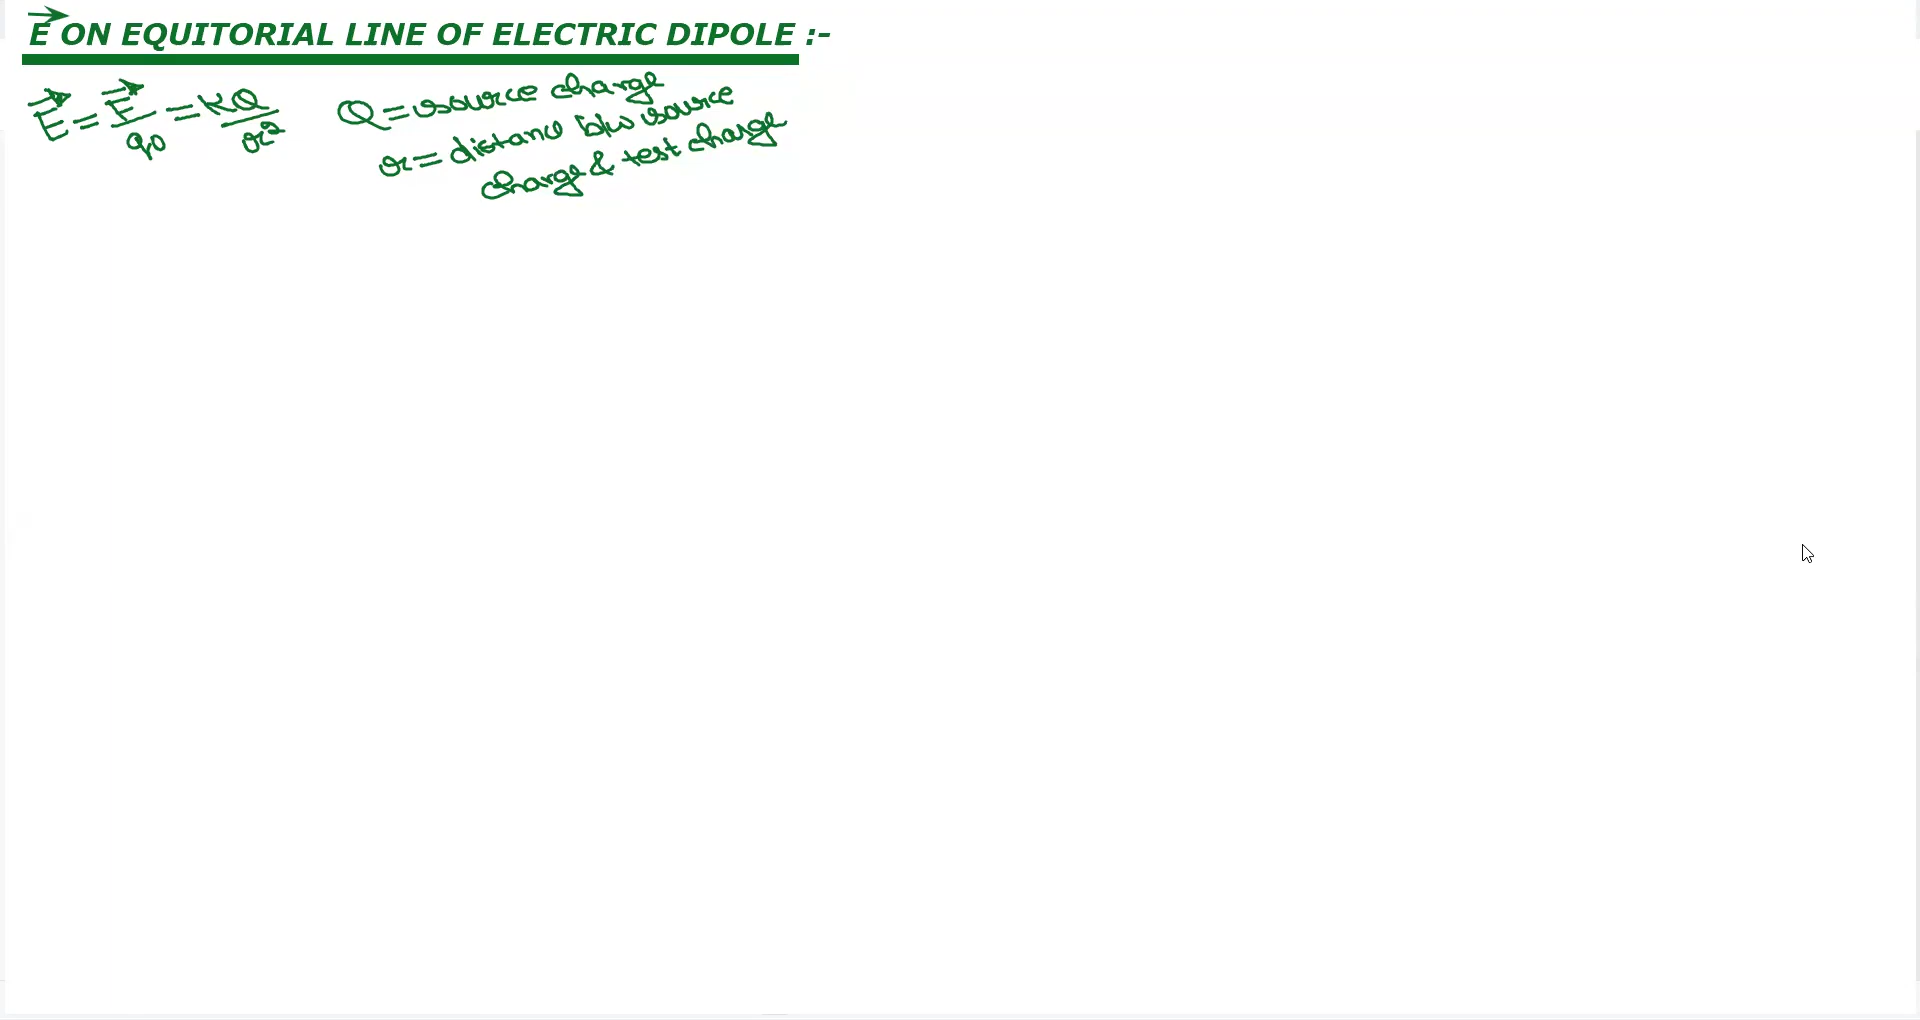 E ON EQUITORIAL LINE OF ELECTRIC DIPOLE :-
E = F/q0 = KQ/r² Q = source charge
r = distance b/w source
charge & test charge